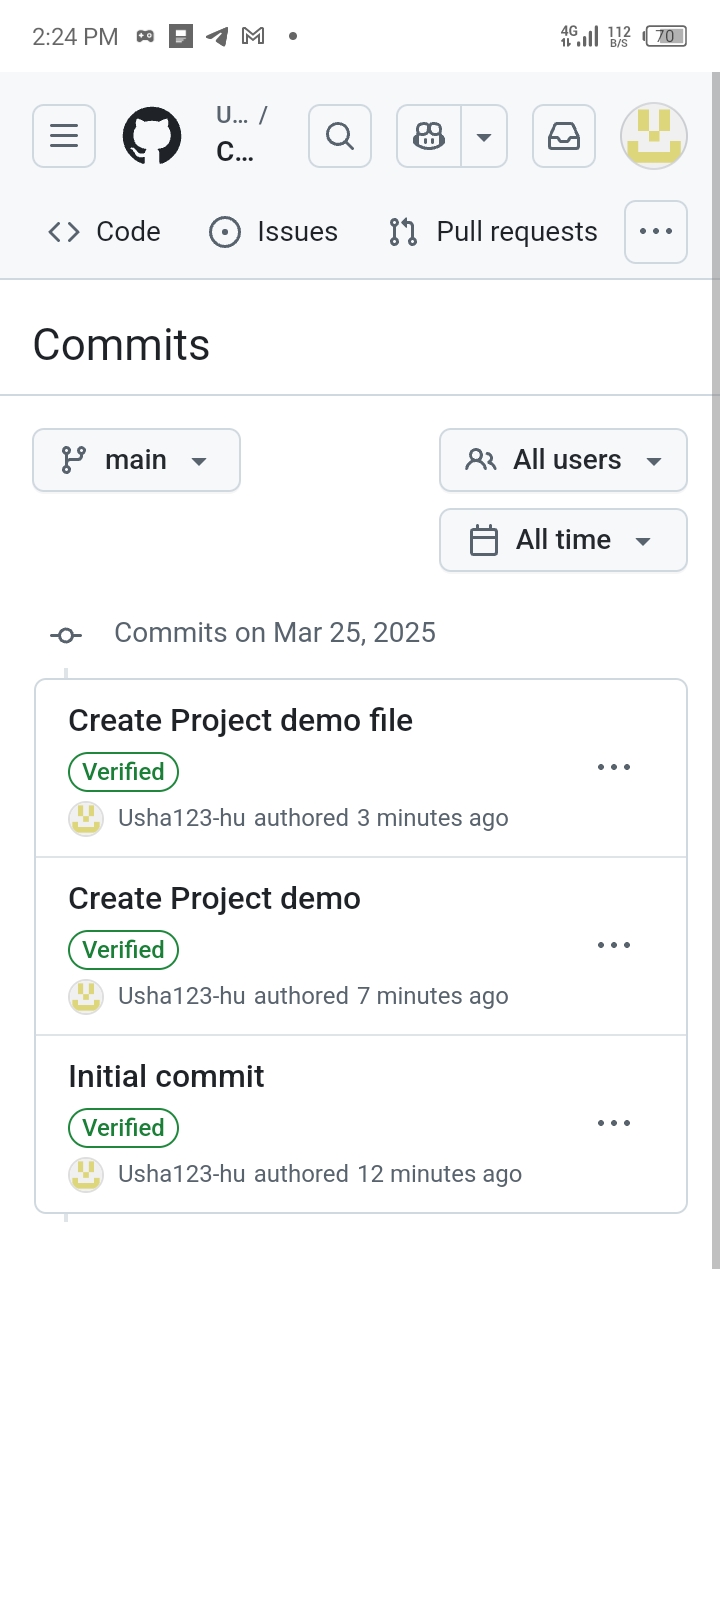 2:24 PM
4G 112 B/S 70
U... /
C...
Code Issues Pull requests
Commits
main All users
All time
Commits on Mar 25, 2025
Create Project demo file
Verified
Usha123-hu authored 3 minutes ago
Create Project demo
Verified
Usha123-hu authored 7 minutes ago
Initial commit
Verified
Usha123-hu authored 12 minutes ago